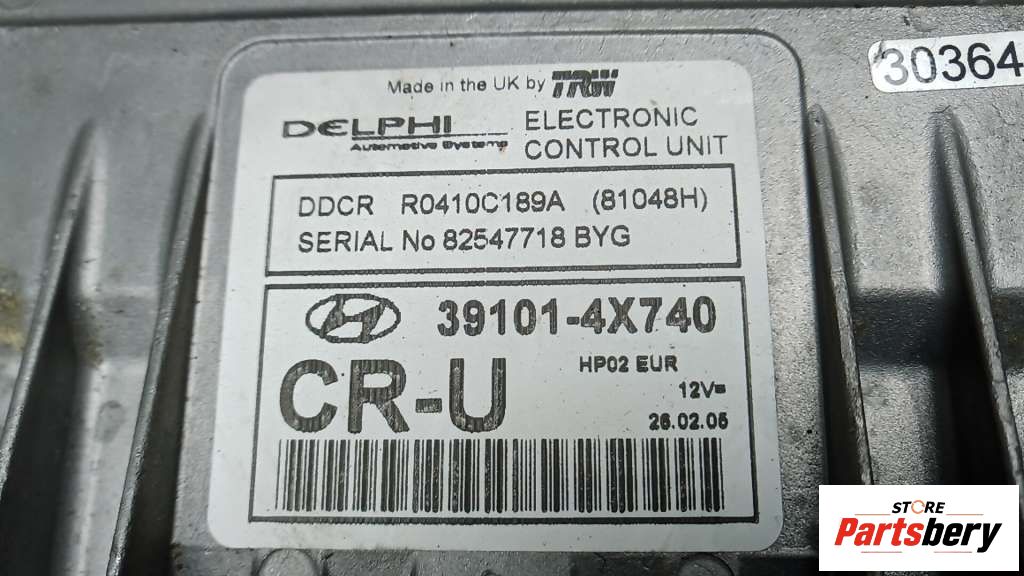 30364
Made in the UK by TRW
DELPHI
Automotive Systems
ELECTRONIC
CONTROL UNIT
DDCR R0410C189A (81048H)
SERIAL No 82547718 BYG
39101-4X740
CR-U
HP02 EUR
12V=
26.02.05
STORE
Partsbery